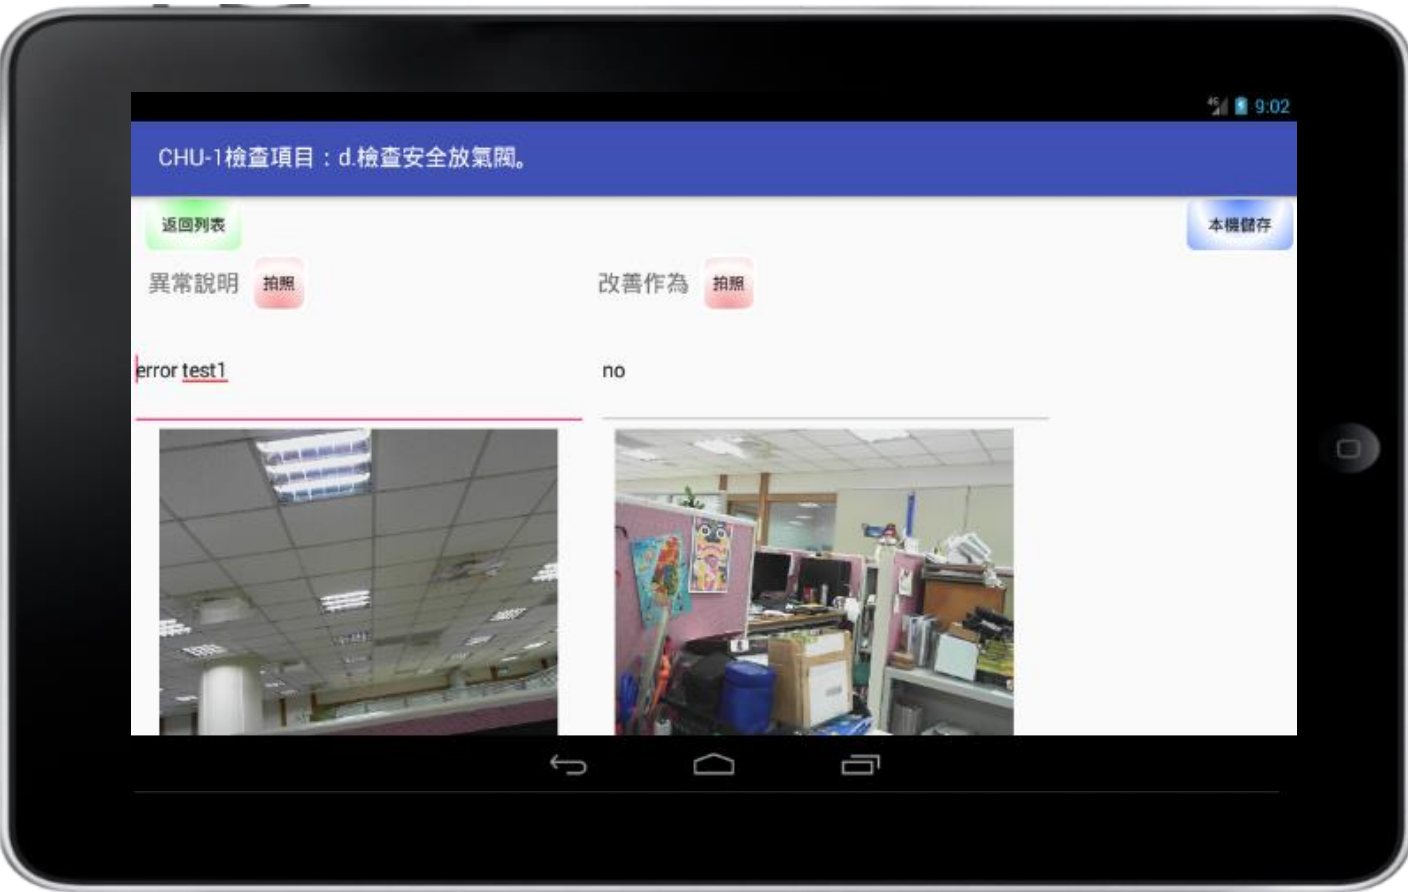 4G 9:02
CHU-1檢查項目：d.檢查安全放氣閥。
返回列表 本機儲存
異常說明 拍照 改善作為 拍照
error test1 no